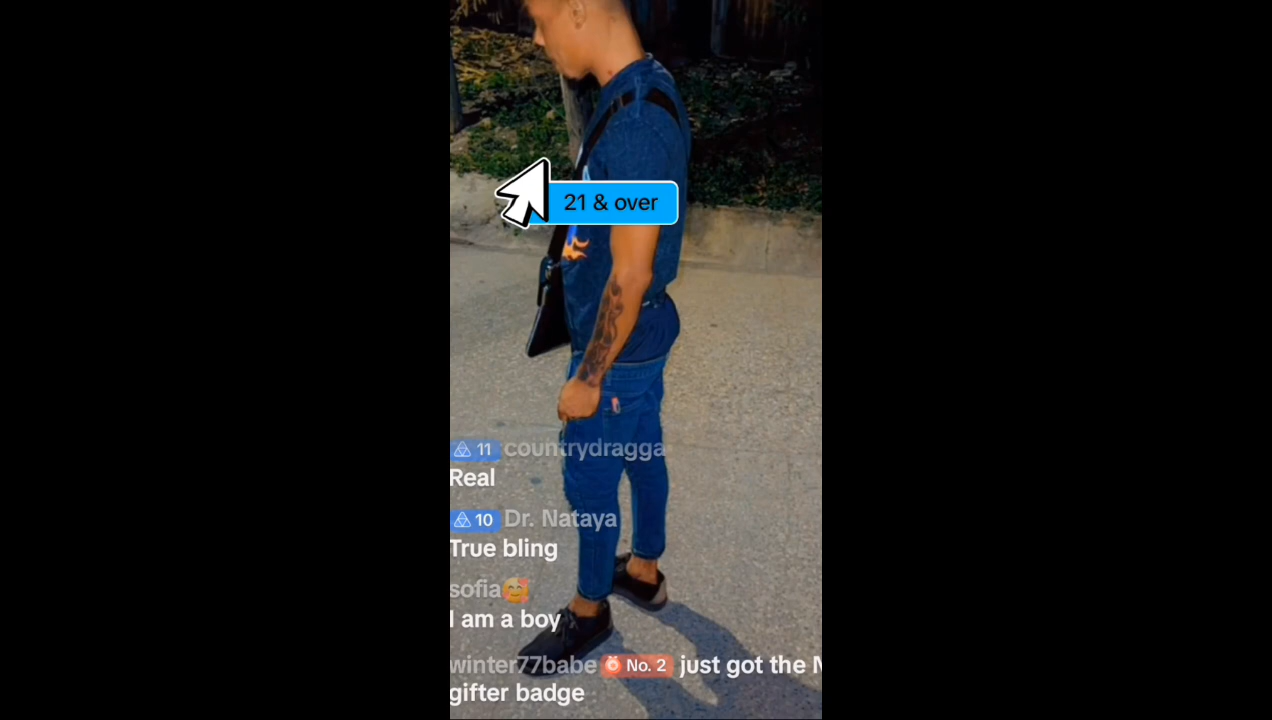 21 & over
11 countrydragga
Real
10 Dr. Nataya
True bling
sofia🥰
I am a boy
winter77babe No. 2 just got the N
gifter badge